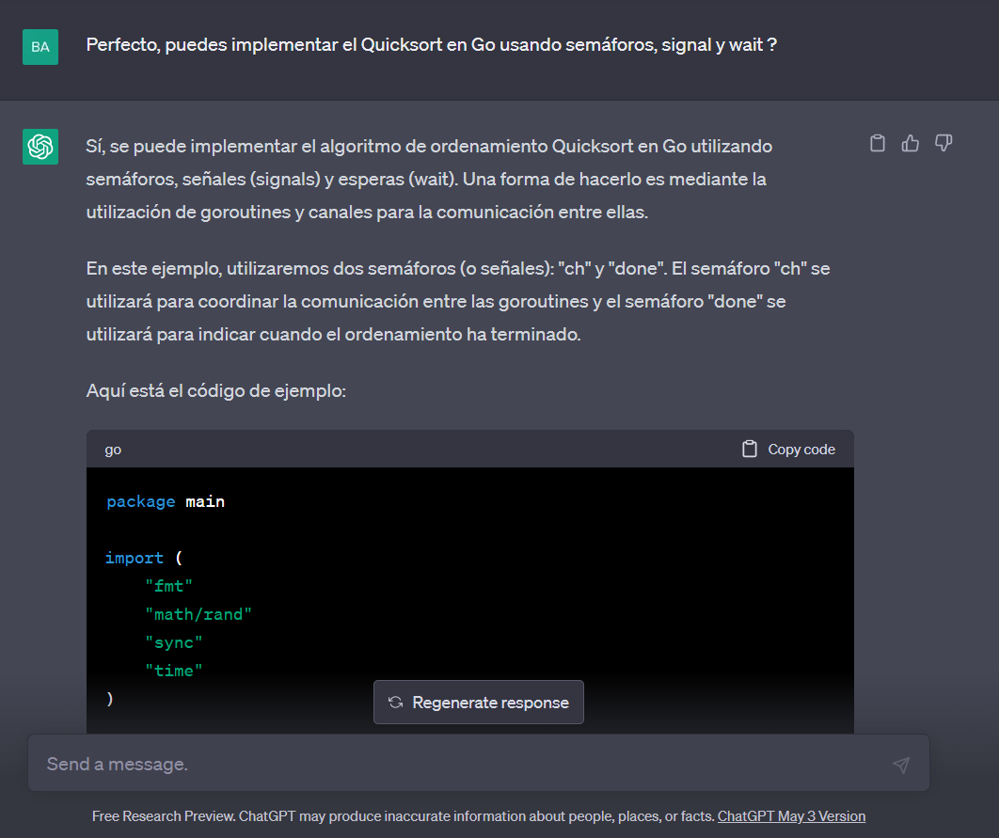 BA
Perfecto, puedes implementar el Quicksort en Go usando semáforos, signal y wait ?
Sí, se puede implementar el algoritmo de ordenamiento Quicksort en Go utilizando
semáforos, señales (signals) y esperas (wait). Una forma de hacerlo es mediante la
utilización de goroutines y canales para la comunicación entre ellas.
En este ejemplo, utilizaremos dos semáforos (o señales): "ch" y "done". El semáforo "ch" se
utilizará para coordinar la comunicación entre las goroutines y el semáforo "done" se
utilizará para indicar cuando el ordenamiento ha terminado.
Aquí está el código de ejemplo:
go
Copy code
package main
import (
"fmt"
"math/rand"
"sync"
"time"
)
Regenerate response
Send a message.
Free Research Preview. ChatGPT may produce inaccurate information about people, places, or facts. ChatGPT May 3 Version